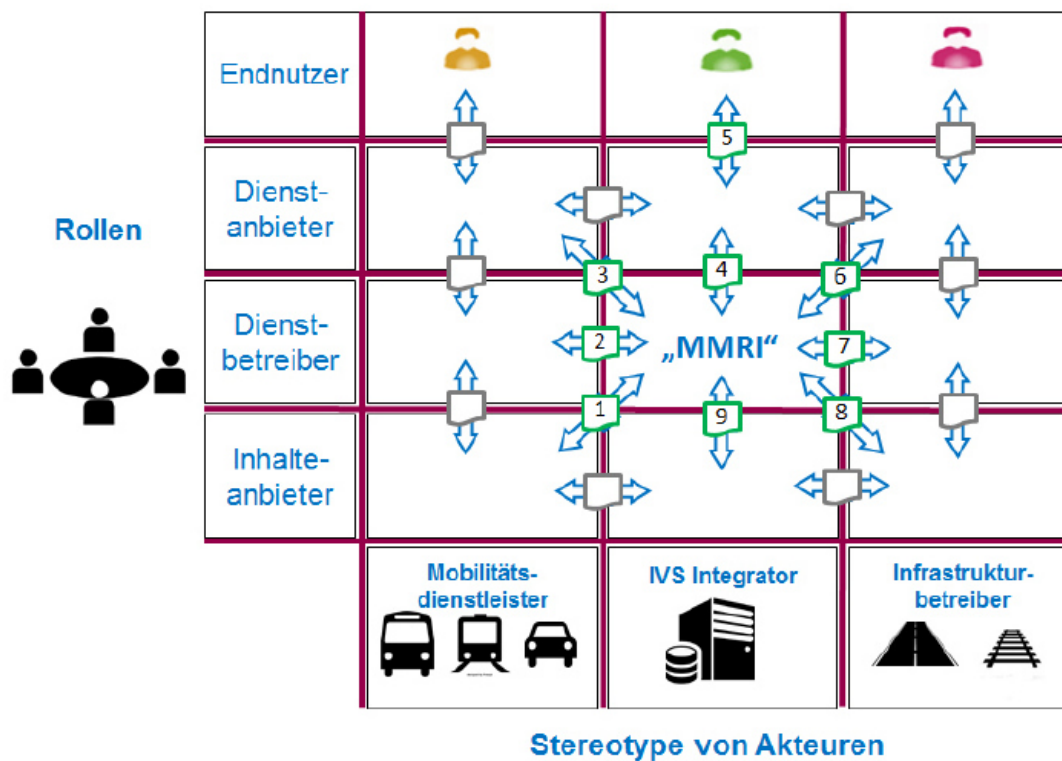 Endnutzer
5
Dienst-
anbieter
Rollen
3
4
6
Dienst-
betreiber
2
„MMRI“
7
1
9
8
Inhalte-
anbieter
Mobilitäts-
dienstleister
IVS Integrator
Infrastruktur-
betreiber
Stereotype von Akteuren